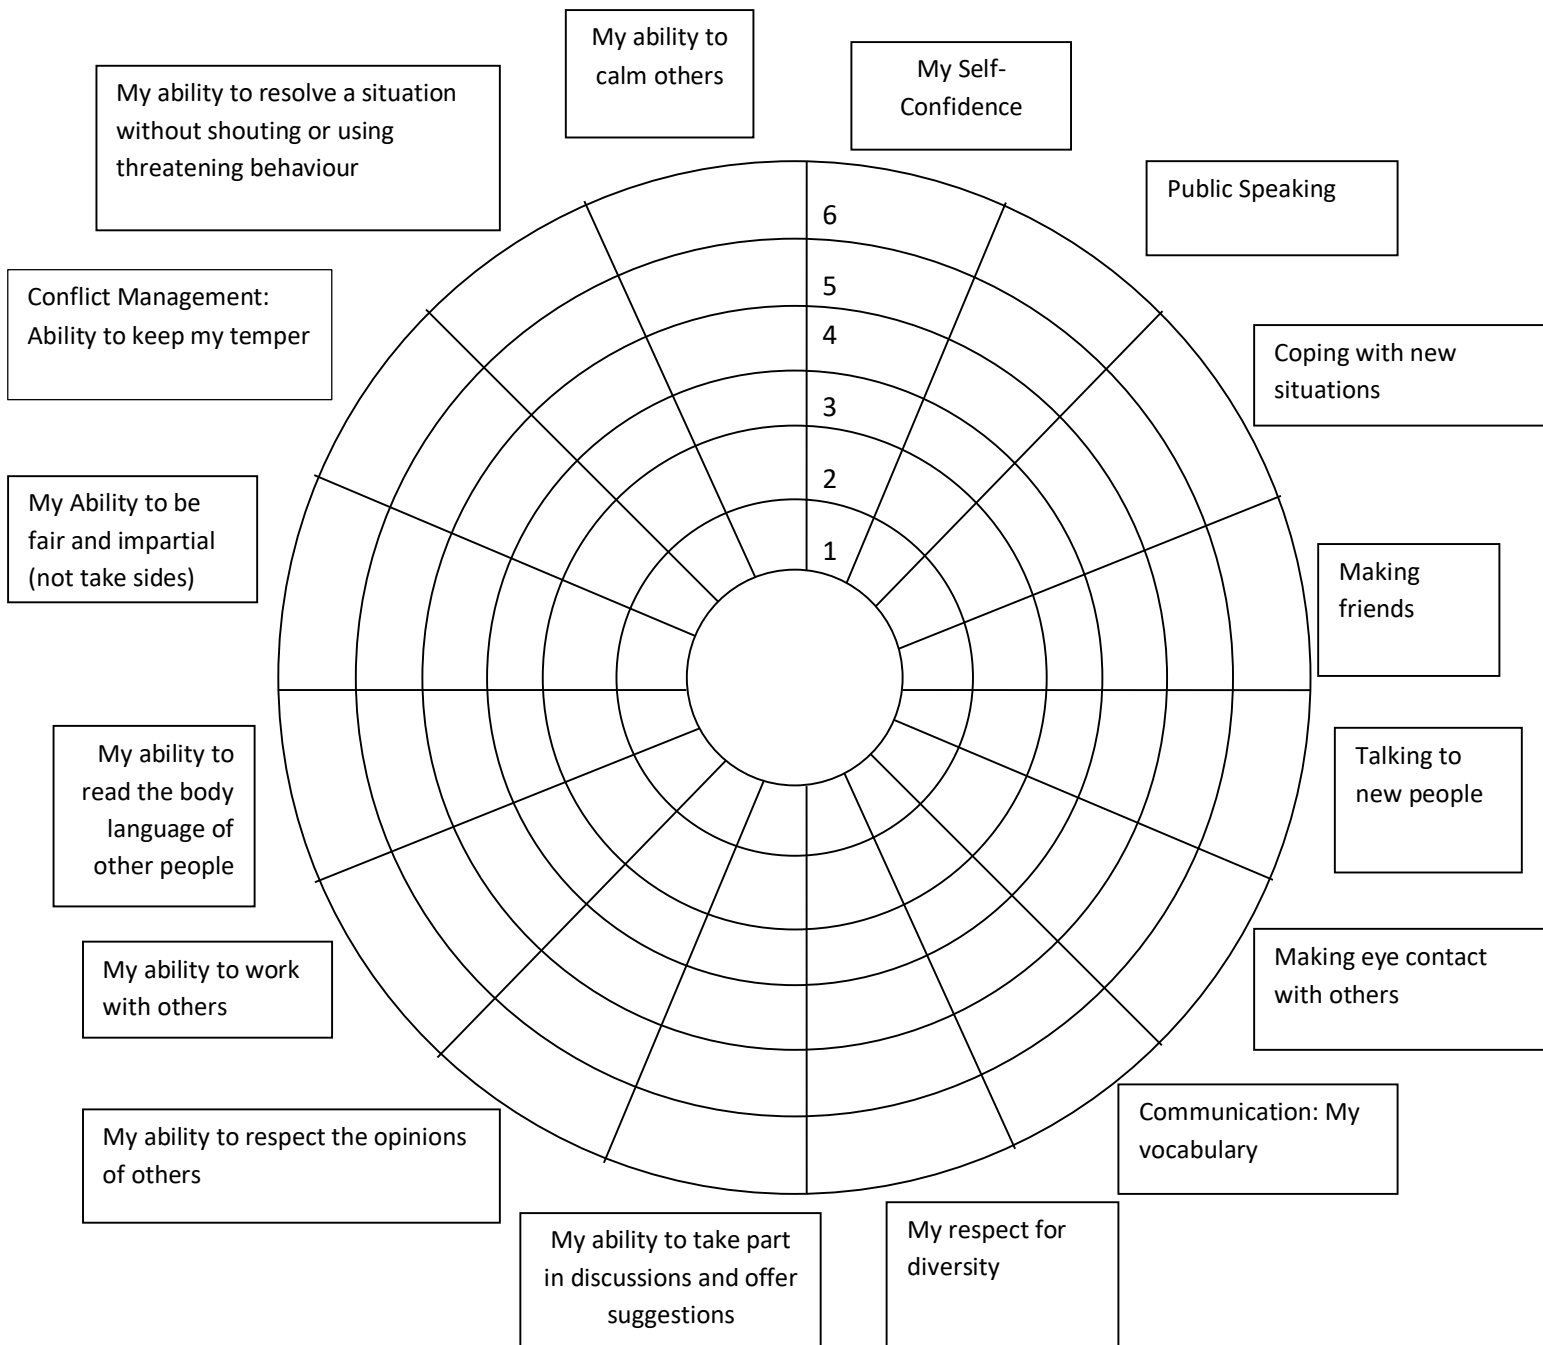 My ability to
calm others
My Self-
Confidence
My ability to resolve a situation
without shouting or using
threatening behaviour
Public Speaking
6
5
4
3
2
1
Conflict Management:
Ability to keep my temper
Coping with new
situations
My Ability to be
fair and impartial
(not take sides)
Making
friends
My ability to
read the body
language of
other people
Talking to
new people
My ability to work
with others
Making eye contact
with others
My ability to respect the opinions
of others
Communication: My
vocabulary
My ability to take part
in discussions and offer
suggestions
My respect for
diversity